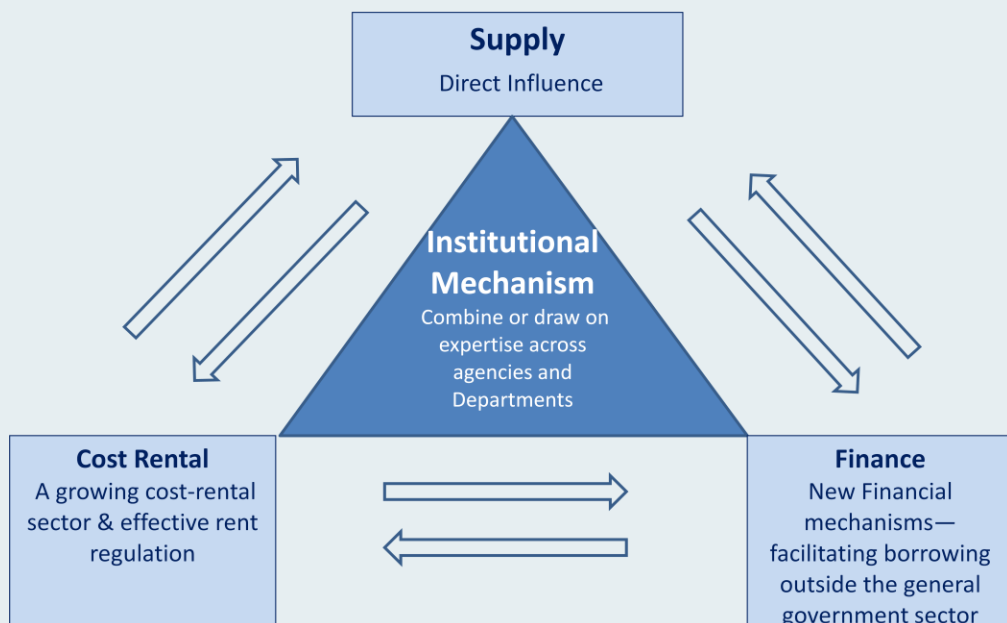 Supply
Direct Influence
Institutional
Mechanism
Combine or draw on
expertise across
agencies and
Departments
Cost Rental
A growing cost-rental
sector & effective rent
regulation
Finance
New Financial
mechanisms—
facilitating borrowing
outside the general
government sector